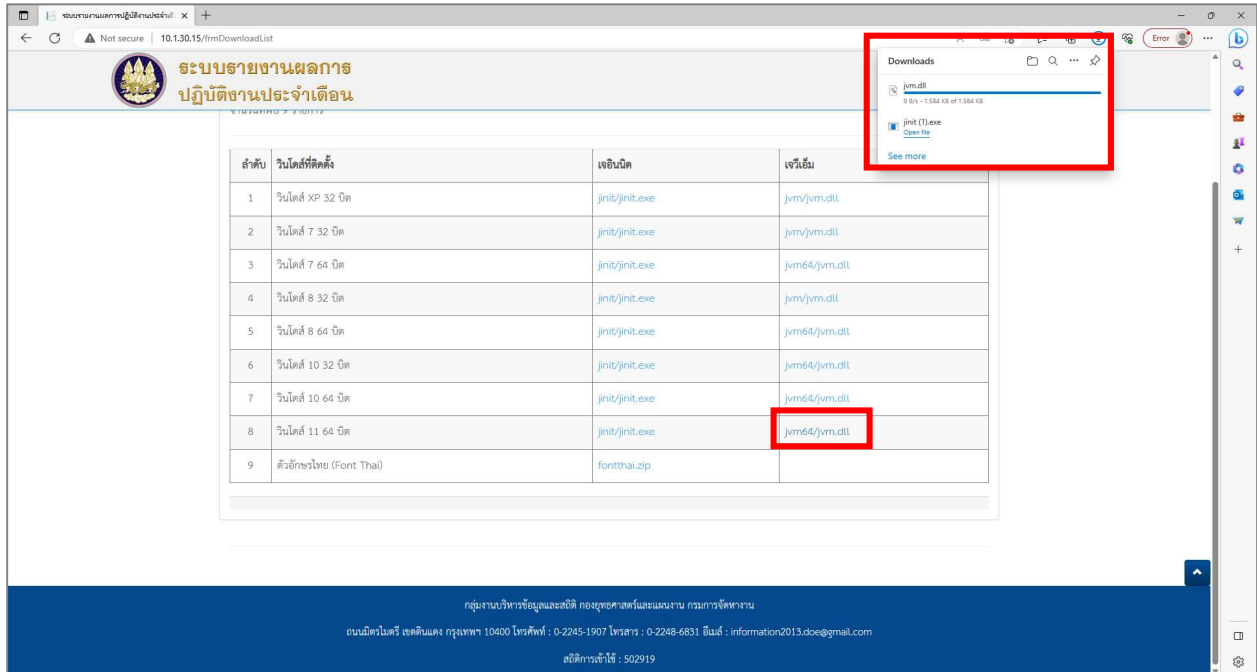 ระบบรายงานผลการปฏิบัติงานประจำเดื
Not secure | 10.1.30.15/frmDownloadList
Error
ระบบรายงานผลการ
ปฏิบัติงานประจำเดือน
Downloads
jvm.dll
0 B/s - 1,584 KB of 1,584 KB
jinit (1).exe
Open file
See more
ลำดับ วินโดส์ที่ติดตั้ง เจอินนิต เจวีเอ็ม
1 วินโดส์ XP 32 บิต jinit/jinit.exe jvm/jvm.dll
2 วินโดส์ 7 32 บิต jinit/jinit.exe jvm/jvm.dll
3 วินโดส์ 7 64 บิต jinit/jinit.exe jvm64/jvm.dll
4 วินโดส์ 8 32 บิต jinit/jinit.exe jvm/jvm.dll
5 วินโดส์ 8 64 บิต jinit/jinit.exe jvm64/jvm.dll
6 วินโดส์ 10 32 บิต jinit/jinit.exe jvm64/jvm.dll
7 วินโดส์ 10 64 บิต jinit/jinit.exe jvm64/jvm.dll
8 วินโดส์ 11 64 บิต jinit/jinit.exe jvm64/jvm.dll
9 ตัวอักษรไทย (Font Thai) fontthai.zip
กลุ่มงานบริหารข้อมูลและสถิติ กองยุทธศาสตร์และแผนงาน กรมการจัดหางาน
ถนนมิตรไมตรี เขตดินแดง กรุงเทพฯ 10400 โทรศัพท์ : 0-2245-1907 โทรสาร : 0-2248-6831 อีเมล์ : information2013.doe@gmail.com
สถิติการเข้าใช้ : 502919